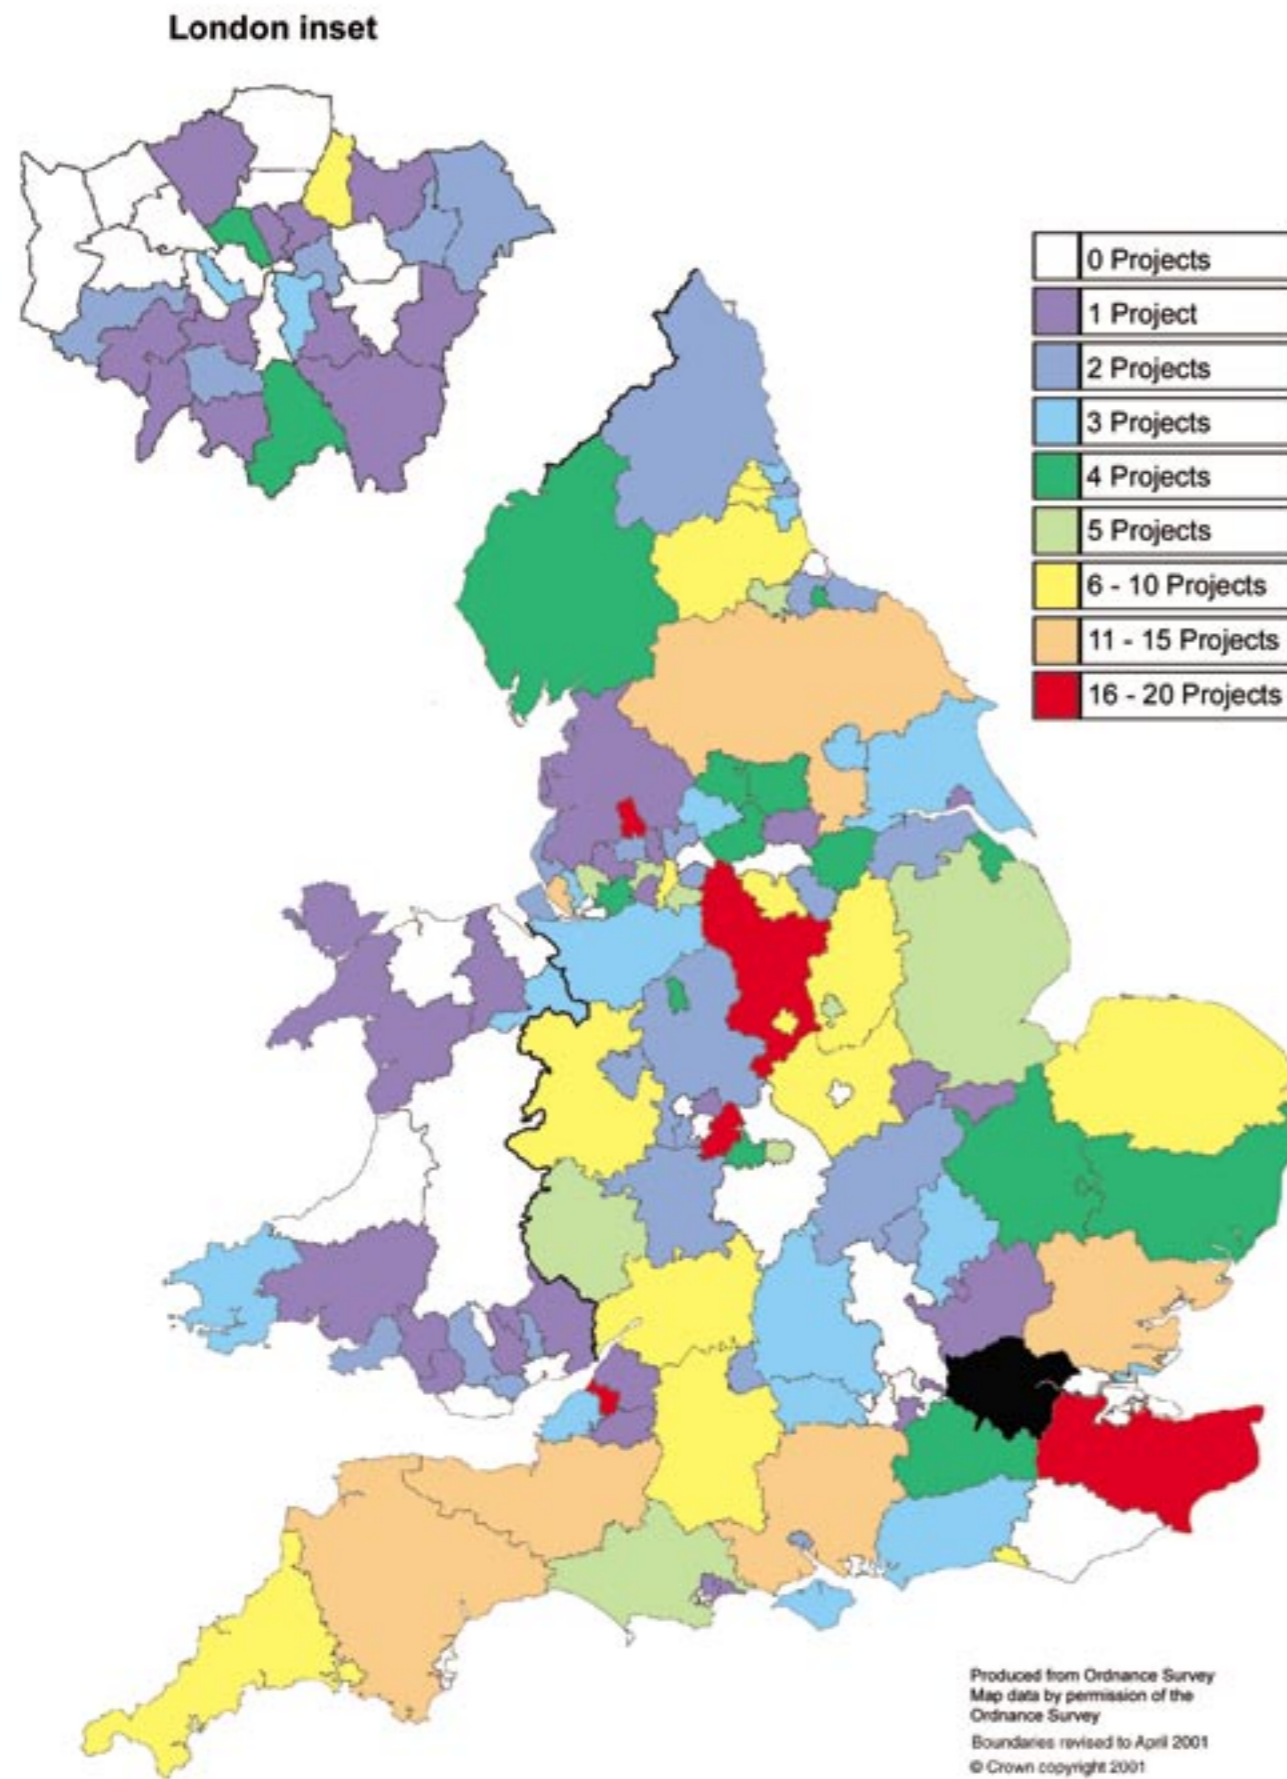 London inset
0 Projects
1 Project
2 Projects
3 Projects
4 Projects
5 Projects
6 - 10 Projects
11 - 15 Projects
16 - 20 Projects
Produced from Ordnance Survey
Map data by permission of the
Ordnance Survey
Boundaries revised to April 2001
© Crown copyright 2001